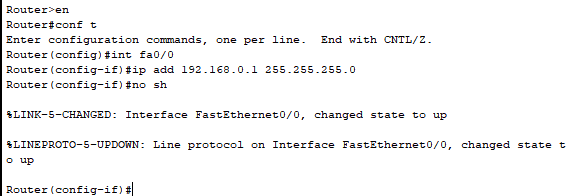 Router>en
Router#conf t
Enter configuration commands, one per line.  End with CNTL/Z.
Router(config)#int fa0/0
Router(config-if)#ip add 192.168.0.1 255.255.255.0
Router(config-if)#no sh
%LINK-5-CHANGED: Interface FastEthernet0/0, changed state to up
%LINEPROTO-5-UPDOWN: Line protocol on Interface FastEthernet0/0, changed state t
o up
Router(config-if)#